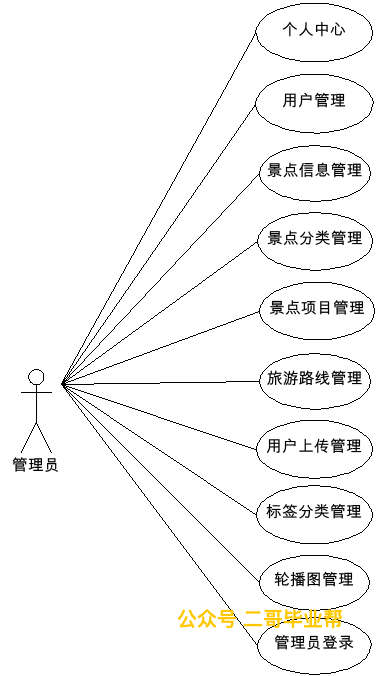 个人中心
用户管理
景点信息管理
景点分类管理
景点项目管理
旅游路线管理
管理员
用户上传管理
标签分类管理
轮播图管理
公众号 二哥毕业帮
管理员登录